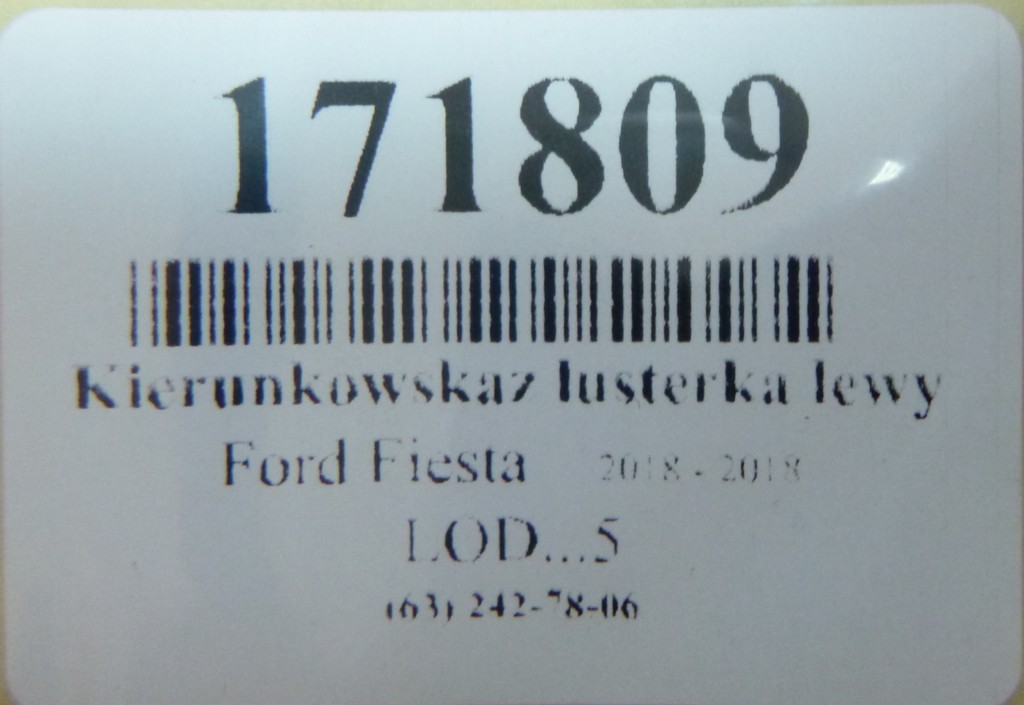 171809
Kierunkowskaz lusterka lewy
Ford Fiesta 2018 - 2018
LOD...5
(63) 242-78-06